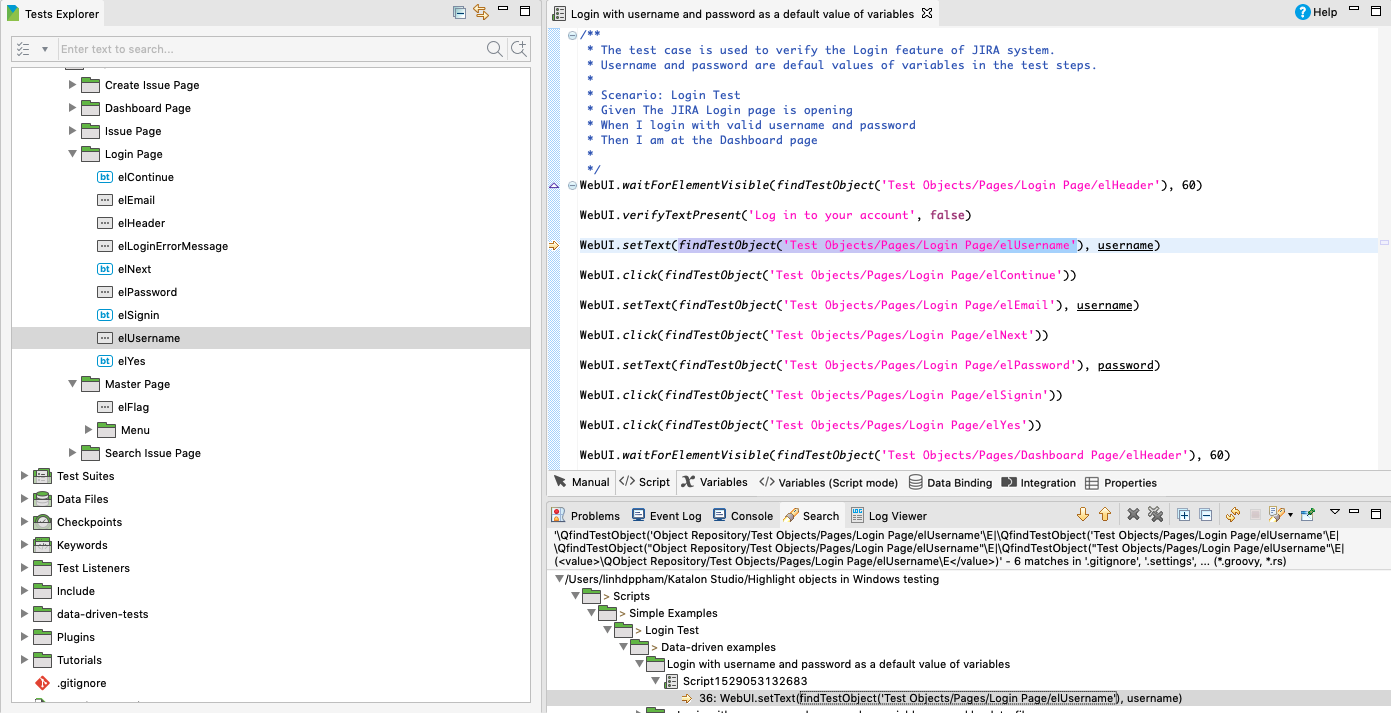 Tests Explorer
Enter text to search...
Create Issue Page
Dashboard Page
Issue Page
Login Page
bt elContinue
elEmail
elHeader
elLoginErrorMessage
bt elNext
elPassword
bt elSignin
elUsername
bt elYes
Master Page
elFlag
Menu
Search Issue Page
Test Suites
Data Files
Checkpoints
Keywords
Test Listeners
Include
data-driven-tests
Plugins
Tutorials
.gitignore
Login with username and password as a default value of variables
? Help
/**
* The test case is used to verify the Login feature of JIRA system.
* Username and password are defaul values of variables in the test steps.
*
* Scenario: Login Test
* Given The JIRA Login page is opening
* When I login with valid username and password
* Then I am at the Dashboard page
*
*/
WebUI.waitForElementVisible(findTestObject('Test Objects/Pages/Login Page/elHeader'), 60)
WebUI.verifyTextPresent('Log in to your account', false)
WebUI.setText(findTestObject('Test Objects/Pages/Login Page/elUsername'), username)
WebUI.click(findTestObject('Test Objects/Pages/Login Page/elContinue'))
WebUI.setText(findTestObject('Test Objects/Pages/Login Page/elEmail'), username)
WebUI.click(findTestObject('Test Objects/Pages/Login Page/elNext'))
WebUI.setText(findTestObject('Test Objects/Pages/Login Page/elPassword'), password)
WebUI.click(findTestObject('Test Objects/Pages/Login Page/elSignin'))
WebUI.click(findTestObject('Test Objects/Pages/Login Page/elYes'))
WebUI.waitForElementVisible(findTestObject('Test Objects/Pages/Dashboard Page/elHeader'), 60)
Manual </> Script Variables </> Variables (Script mode) Data Binding Integration Properties
Problems Event Log Console Search Log Viewer
'\QfindTestObject('Object Repository/Test Objects/Pages/Login Page/elUsername'\E|\QfindTestObject('Test Objects/Pages/Login Page/elUsername'\E|
\QfindTestObject("Object Repository/Test Objects/Pages/Login Page/elUsername"\E|\QfindTestObject("Test Objects/Pages/Login Page/elUsername"\E|
(<value>\QObject Repository/Test Objects/Pages/Login Page/elUsername\E</value>)' - 6 matches in '.gitignore', '.settings', ... (*.groovy, *.rs)
/Users/linhdppham/Katalon Studio/Highlight objects in Windows testing
> Scripts
> Simple Examples
> Login Test
> Data-driven examples
Login with username and password as a default value of variables
Script1529053132683
36: WebUI.setText(findTestObject('Test Objects/Pages/Login Page/elUsername'), username)